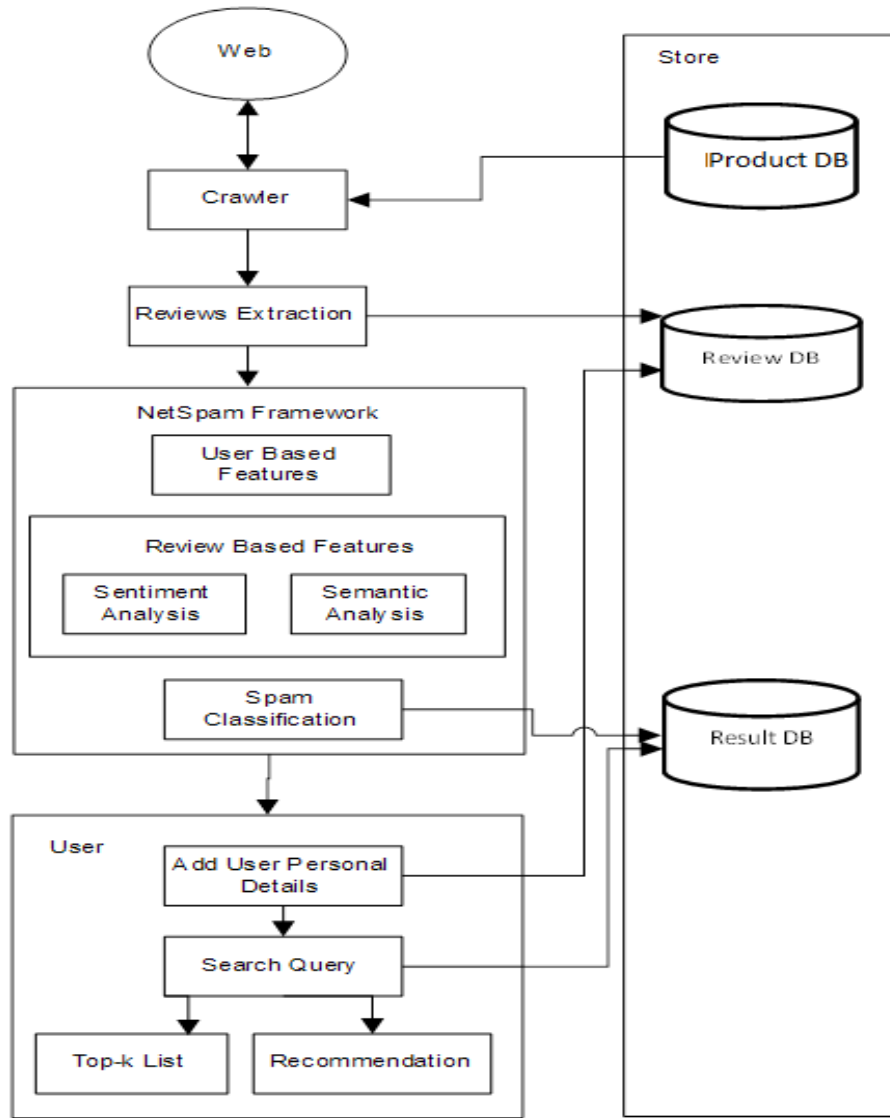 Web
Store
Product DB
Crawler
Reviews Extraction
Review DB
NetSpam Framework
User Based
Features
Review Based Features
Sentiment
Analysis
Semantic
Analysis
Spam
Classification
Result DB
User
Add User Personal
Details
Search Query
Top-k List
Recommendation